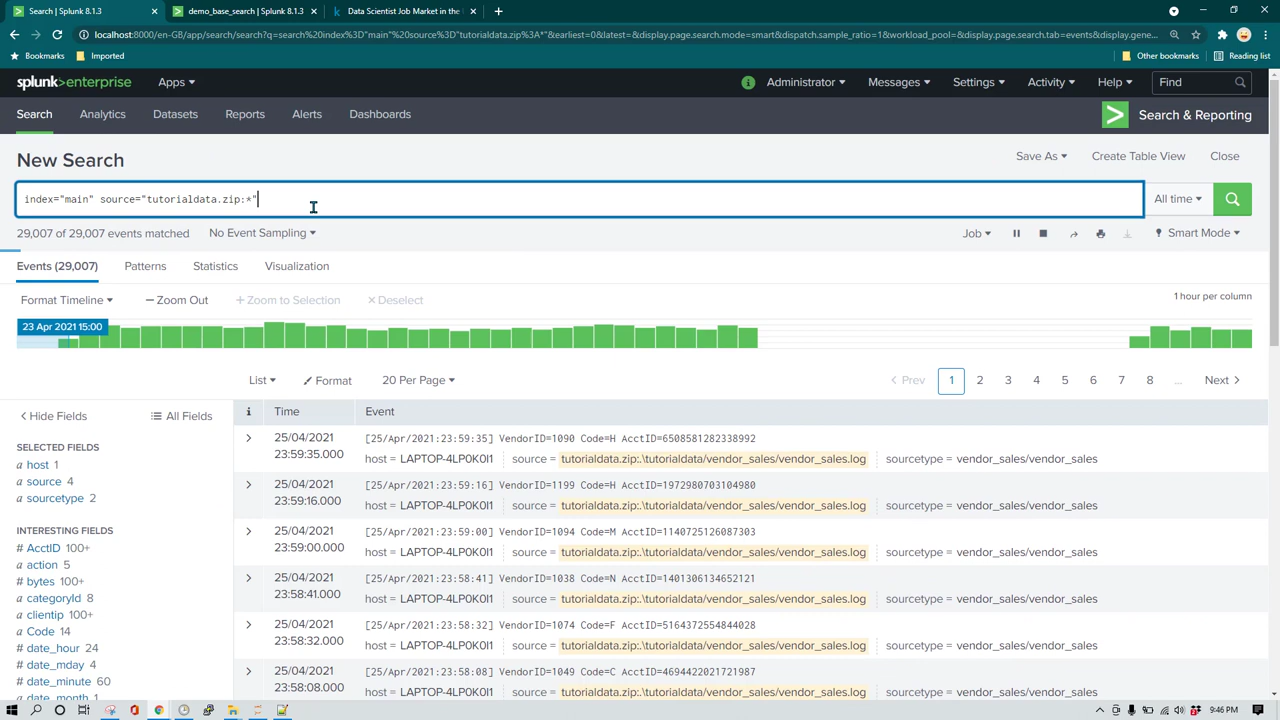 Search | Splunk 8.1.3
demo_base_search | Splunk 8.1.3
Data Scientist Job Market in the
localhost:8000/en-GB/app/search/search?q=search%20index%3D"main"%20source%3D"tutorialdata.zip%3A*"&earliest=0&latest=&display.page.search.mode=smart&dispatch.sample_ratio=1&workload_pool=&display.page.search.tab=events&display.gene...
Bookmarks
Imported
Other bookmarks
Reading list
splunk>enterprise
Apps
Administrator
Messages
Settings
Activity
Help
Find
Search
Analytics
Datasets
Reports
Alerts
Dashboards
Search & Reporting
New Search
Save As
Create Table View
Close
index="main" source="tutorialdata.zip:*"
All time
29,007 of 29,007 events matched
No Event Sampling
Job
Smart Mode
Events (29,007)
Patterns
Statistics
Visualization
Format Timeline
— Zoom Out
+ Zoom to Selection
× Deselect
1 hour per column
23 Apr 2021 15:00
List
Format
20 Per Page
< Prev
1
2
3
4
5
6
7
8
...
Next >
< Hide Fields
All Fields
i
Time
Event
SELECTED FIELDS
a host 1
a source 4
a sourcetype 2
INTERESTING FIELDS
# AcctID 100+
a action 5
# bytes 100+
a categoryId 8
a clientip 100+
a Code 14
# date_hour 24
# date_mday 4
# date_minute 60
a date_month 1
25/04/2021
23:59:35.000
[25/Apr/2021:23:59:35] VendorID=1090 Code=H AcctID=6508581282338992
host = LAPTOP-4LP0K0I1 source = tutorialdata.zip:.\tutorialdata/vendor_sales/vendor_sales.log sourcetype = vendor_sales/vendor_sales
25/04/2021
23:59:16.000
[25/Apr/2021:23:59:16] VendorID=1199 Code=H AcctID=1972980703104980
host = LAPTOP-4LP0K0I1 source = tutorialdata.zip:.\tutorialdata/vendor_sales/vendor_sales.log sourcetype = vendor_sales/vendor_sales
25/04/2021
23:59:00.000
[25/Apr/2021:23:59:00] VendorID=1094 Code=M AcctID=1140725126087303
host = LAPTOP-4LP0K0I1 source = tutorialdata.zip:.\tutorialdata/vendor_sales/vendor_sales.log sourcetype = vendor_sales/vendor_sales
25/04/2021
23:58:41.000
[25/Apr/2021:23:58:41] VendorID=1038 Code=N AcctID=1401306134652121
host = LAPTOP-4LP0K0I1 source = tutorialdata.zip:.\tutorialdata/vendor_sales/vendor_sales.log sourcetype = vendor_sales/vendor_sales
25/04/2021
23:58:32.000
[25/Apr/2021:23:58:32] VendorID=1074 Code=F AcctID=5164372554844028
host = LAPTOP-4LP0K0I1 source = tutorialdata.zip:.\tutorialdata/vendor_sales/vendor_sales.log sourcetype = vendor_sales/vendor_sales
25/04/2021
23:58:08.000
[25/Apr/2021:23:58:08] VendorID=1049 Code=C AcctID=4694422021721987
host = LAPTOP-4LP0K0I1 source = tutorialdata.zip:.\tutorialdata/vendor_sales/vendor_sales.log sourcetype = vendor_sales/vendor_sales
9:46 PM